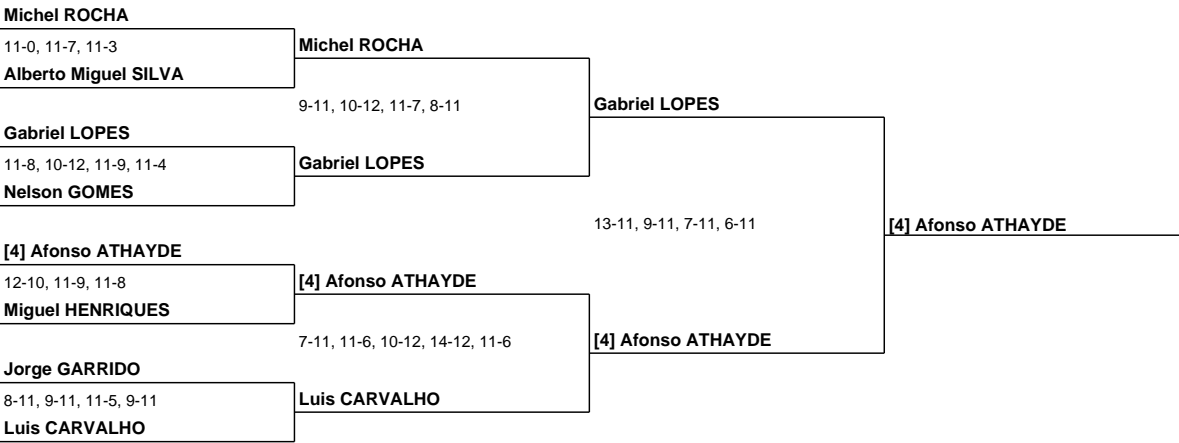 Michel ROCHA
11-0, 11-7, 11-3
Michel ROCHA
Alberto Miguel SILVA
9-11, 10-12, 11-7, 8-11
Gabriel LOPES
Gabriel LOPES
11-8, 10-12, 11-9, 11-4
Gabriel LOPES
Nelson GOMES
13-11, 9-11, 7-11, 6-11
[4] Afonso ATHAYDE
[4] Afonso ATHAYDE
12-10, 11-9, 11-8
[4] Afonso ATHAYDE
Miguel HENRIQUES
7-11, 11-6, 10-12, 14-12, 11-6
[4] Afonso ATHAYDE
Jorge GARRIDO
8-11, 9-11, 11-5, 9-11
Luis CARVALHO
Luis CARVALHO